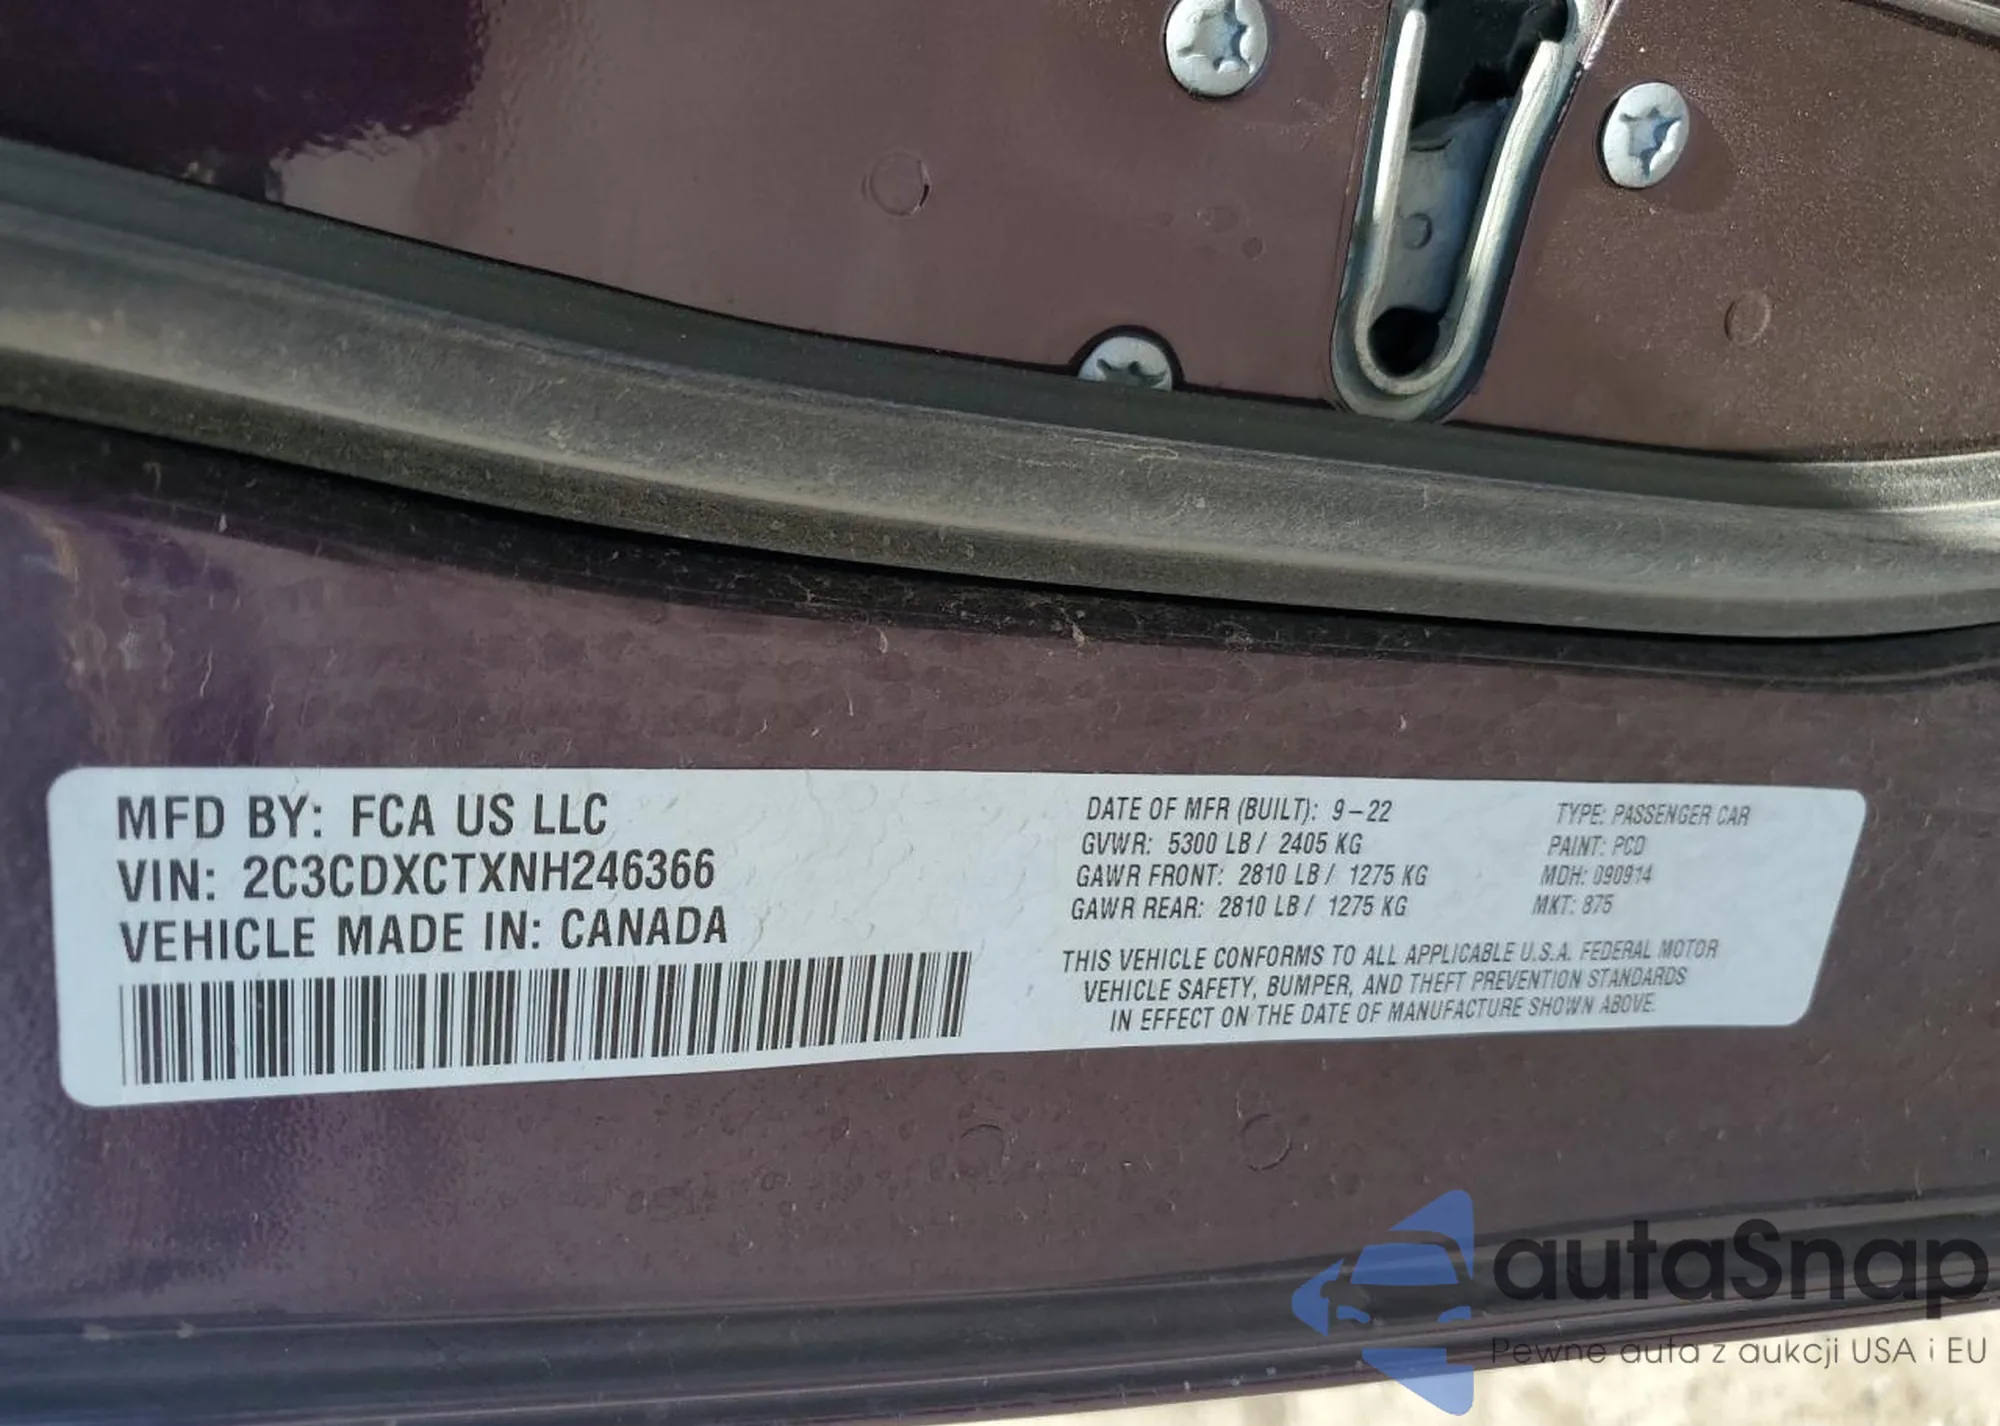 MFD BY: FCA US LLC
VIN: 2C3CDXCTXNH246366
VEHICLE MADE IN: CANADA
DATE OF MFR (BUILT): 9-22
GVWR: 5300 LB / 2405 KG
GAWR FRONT: 2810 LB / 1275 KG
GAWR REAR: 2810 LB / 1275 KG
TYPE: PASSENGER CAR
PAINT: PCD
MDH: 090914
MKT: 875
THIS VEHICLE CONFORMS TO ALL APPLICABLE U.S.A. FEDERAL MOTOR
VEHICLE SAFETY, BUMPER, AND THEFT PREVENTION STANDARDS
IN EFFECT ON THE DATE OF MANUFACTURE SHOWN ABOVE.
autaSnap
Pewne auta z aukcji USA i EU